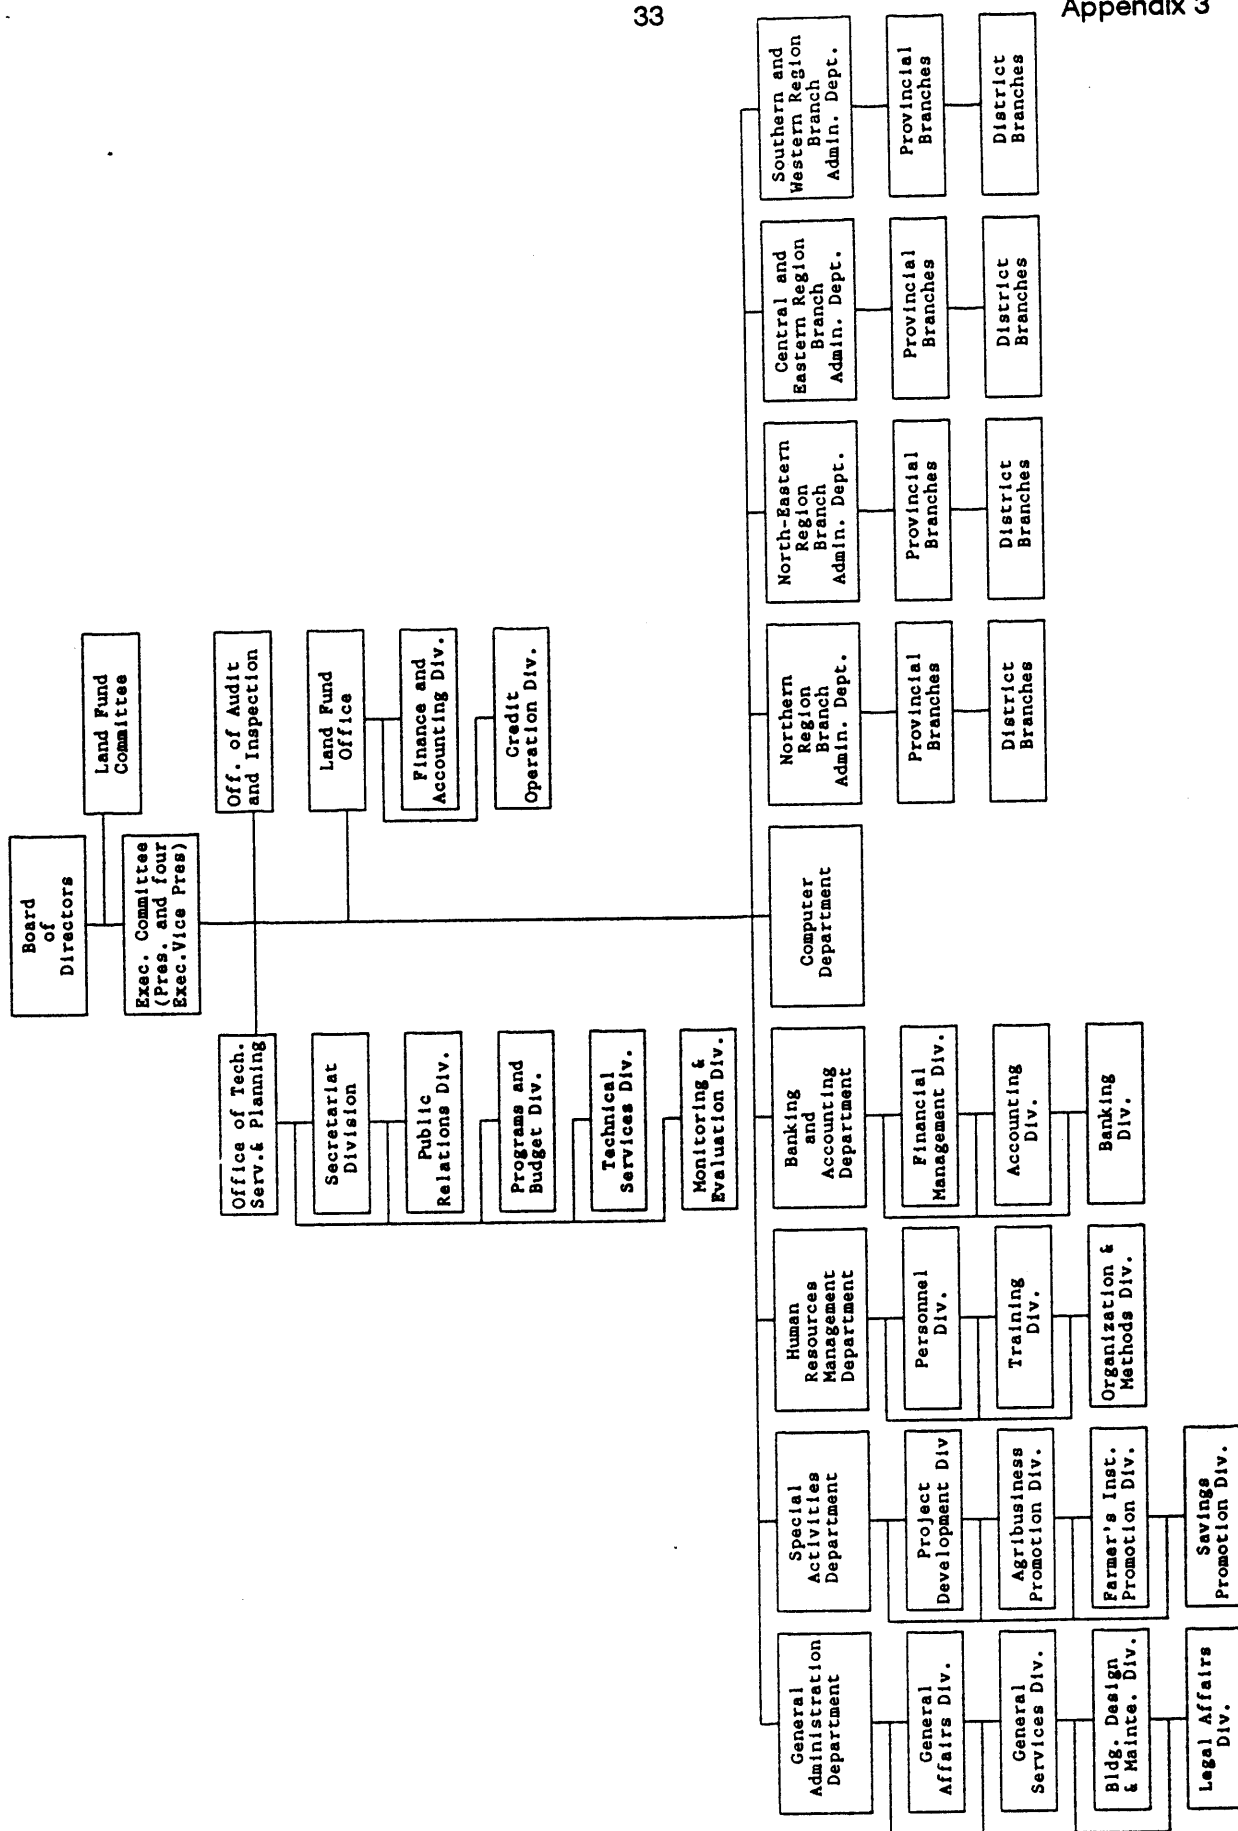 33
Appendix 3
Board
of
Directors
Land Fund
Committee
Exec. Committee
(Pres. and four
Exec.Vice Pres)
Off. of Audit
and Inspection
Office of Tech.
Serv.& Planning
Land Fund
Office
Secretariat
Division
Finance and
Accounting Div.
Public
Relations Div.
Credit
Operation Div.
Programs and
Budget Div.
Technical
Services Div.
Monitoring &
Evaluation Div.
General
Administration
Department
General
Affairs Div.
General
Services Div.
Bldg. Design
& Mainte. Div.
Legal Affairs
Div.
Special
Activities
Department
Project
Development Div
Agribusiness
Promotion Div.
Farmer's Inst.
Promotion Div.
Savings
Promotion Div.
Human
Resources
Management
Department
Personnel
Div.
Training
Div.
Organization &
Methods Div.
Banking
and
Accounting
Department
Financial
Management Div.
Accounting
Div.
Banking
Div.
Computer
Department
Northern
Region
Branch
Admin. Dept.
Provincial
Branches
District
Branches
North-Eastern
Region
Branch
Admin. Dept.
Provincial
Branches
District
Branches
Central and
Eastern Region
Branch
Admin. Dept.
Provincial
Branches
District
Branches
Southern and
Western Region
Branch
Admin. Dept.
Provincial
Branches
District
Branches